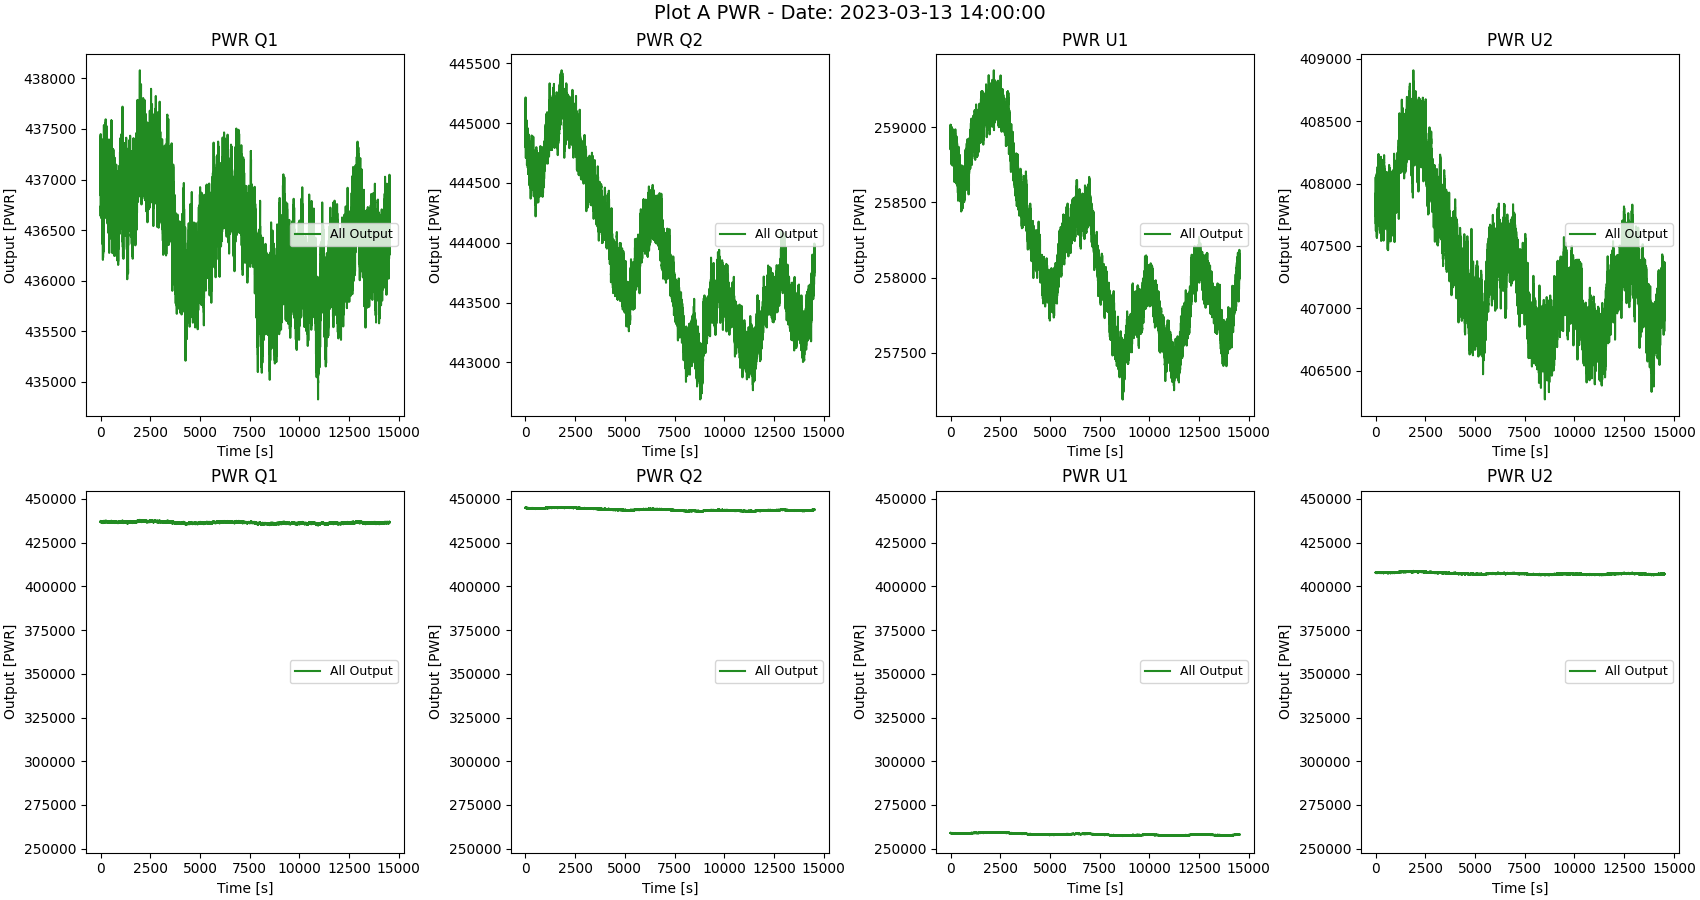 Plot A PWR - Date: 2023-03-13 14:00:00
PWR Q1
Output [PWR]
438000
437500
437000
436500
436000
435500
435000
All Output
0 2500 5000 7500 10000 12500 15000
Time [s]
PWR Q2
Output [PWR]
445500
445000
444500
444000
443500
443000
All Output
0 2500 5000 7500 10000 12500 15000
Time [s]
PWR U1
Output [PWR]
259000
258500
258000
257500
All Output
0 2500 5000 7500 10000 12500 15000
Time [s]
PWR U2
Output [PWR]
409000
408500
408000
407500
407000
406500
All Output
0 2500 5000 7500 10000 12500 15000
Time [s]
PWR Q1
Output [PWR]
450000
425000
400000
375000
350000
325000
300000
275000
250000
All Output
0 2500 5000 7500 10000 12500 15000
Time [s]
PWR Q2
Output [PWR]
450000
425000
400000
375000
350000
325000
300000
275000
250000
All Output
0 2500 5000 7500 10000 12500 15000
Time [s]
PWR U1
Output [PWR]
450000
425000
400000
375000
350000
325000
300000
275000
250000
All Output
0 2500 5000 7500 10000 12500 15000
Time [s]
PWR U2
Output [PWR]
450000
425000
400000
375000
350000
325000
300000
275000
250000
All Output
0 2500 5000 7500 10000 12500 15000
Time [s]